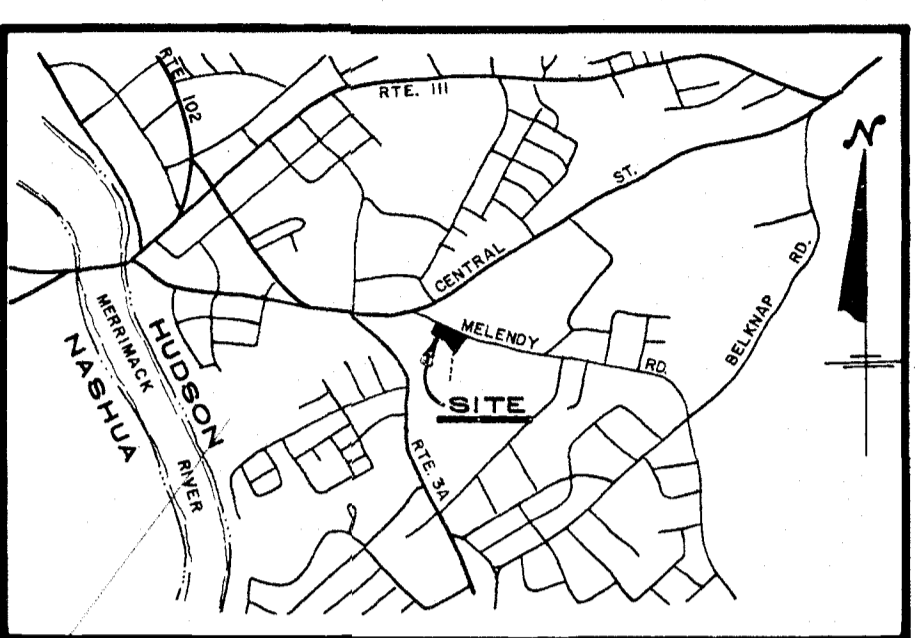 RTE. 102
RTE. 111
N
ST.
CENTRAL
RD.
BELKNAP
MERRIMACK
RIVER
HUDSON
NASHUA
MELENDY
RD.
SITE
RTE. 3A